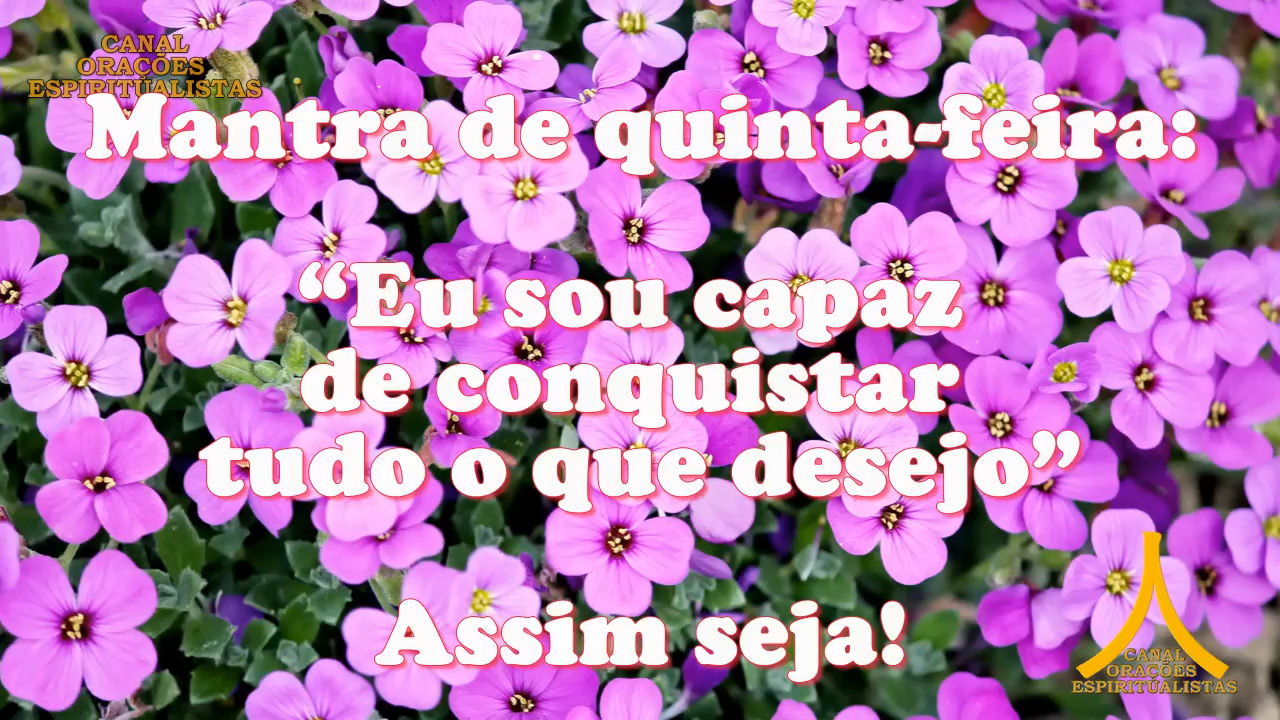 CANAL
ORAÇÕES
ESPIRITUALISTAS
Mantra de quinta-feira:
“Eu sou capaz
de conquistar
tudo o que desejo”
Assim seja!
CANAL
ORAÇÕES
ESPIRITUALISTAS